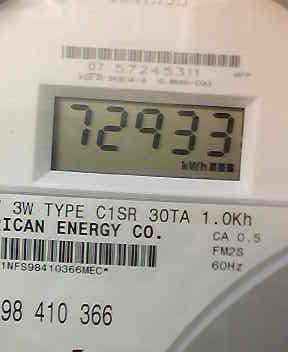 07 57245311
72933
kWh
3W TYPE C1SR 30TA 1.0Kh
RICAN ENERGY CO.
CA 0.5
FM2S
60Hz
1NFS98410366MEC*
98 410 366